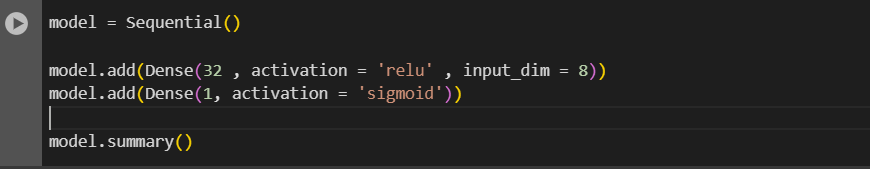 model = Sequential()
model.add(Dense(32 , activation = 'relu' , input_dim = 8))
model.add(Dense(1, activation = 'sigmoid'))
model.summary()